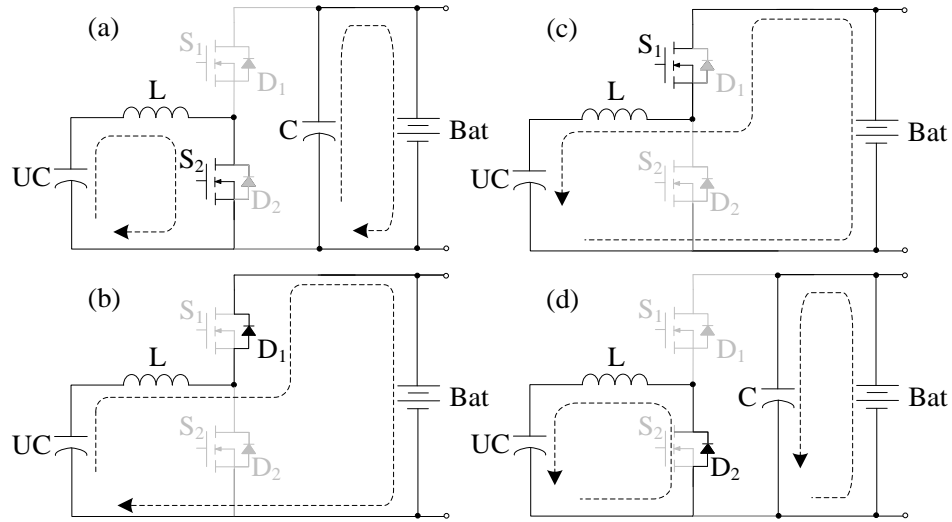 (a)
S1
D1
L
C
Bat
S2
UC
D2
(c)
S1
D1
L
Bat
S2
UC
D2
(b)
S1
D1
L
Bat
S2
UC
D2
(d)
S1
D1
L
C
Bat
S2
UC
D2